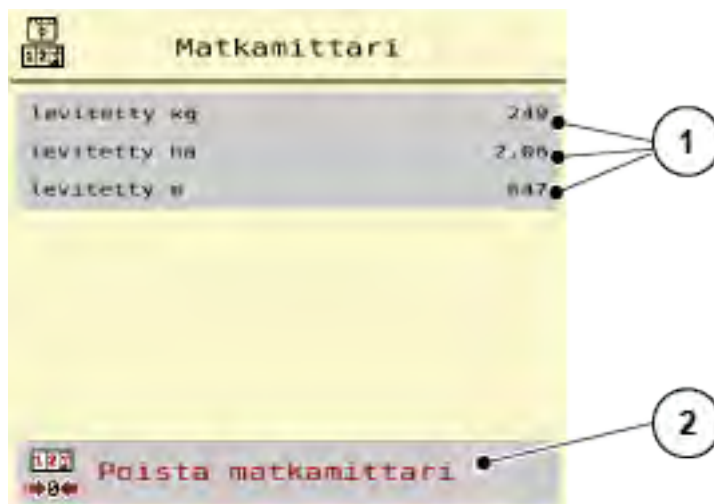 Matkamittari
levitetty kg 249
levitetty ha 2,06
levitetty m 847
1
Poista matkamittari
2